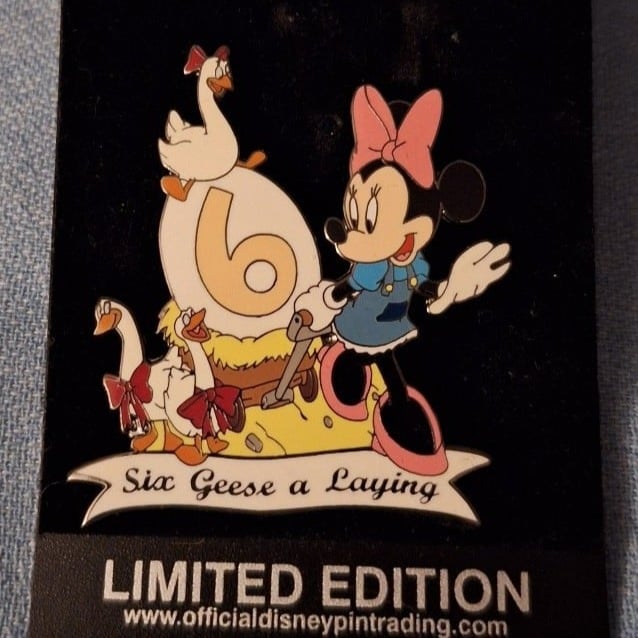 6
Six Geese a Laying
LIMITED EDITION
www.officialdisneypintrading.com